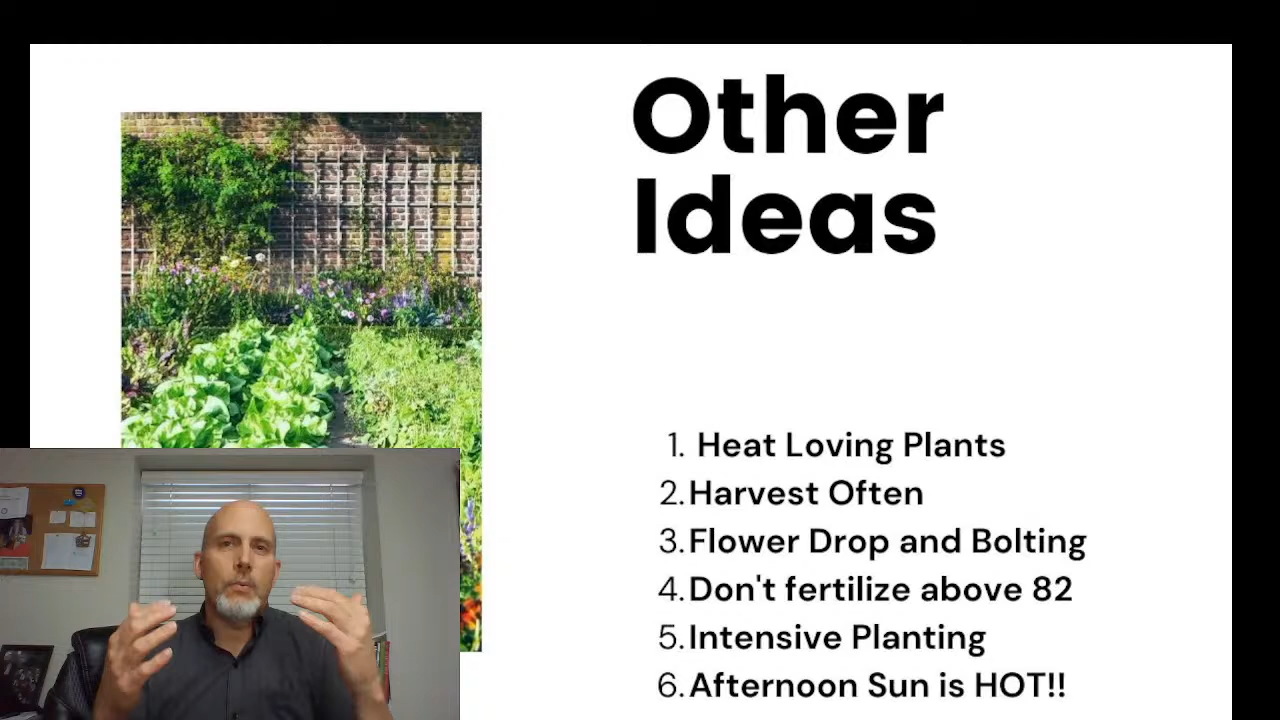 Other
Ideas
1. Heat Loving Plants
2. Harvest Often
3. Flower Drop and Bolting
4. Don't fertilize above 82
5. Intensive Planting
6. Afternoon Sun is HOT!!